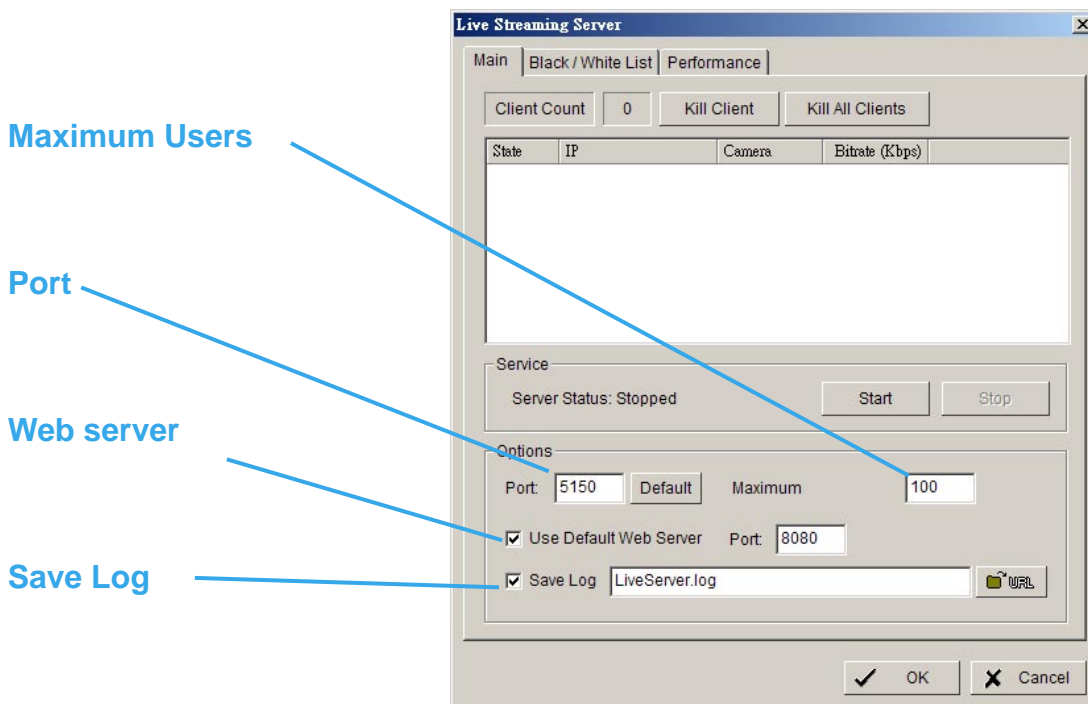 Live Streaming Server
Main Black / White List Performance
Client Count 0 Kill Client Kill All Clients
Maximum Users
State IP Camera Bitrate (Kbps)
Port
Service
Server Status: Stopped Start Stop
Web server
Options
Port: 5150 Default Maximum 100
Use Default Web Server Port: 8080
Save Log
Save Log LiveServer.log URL
OK Cancel